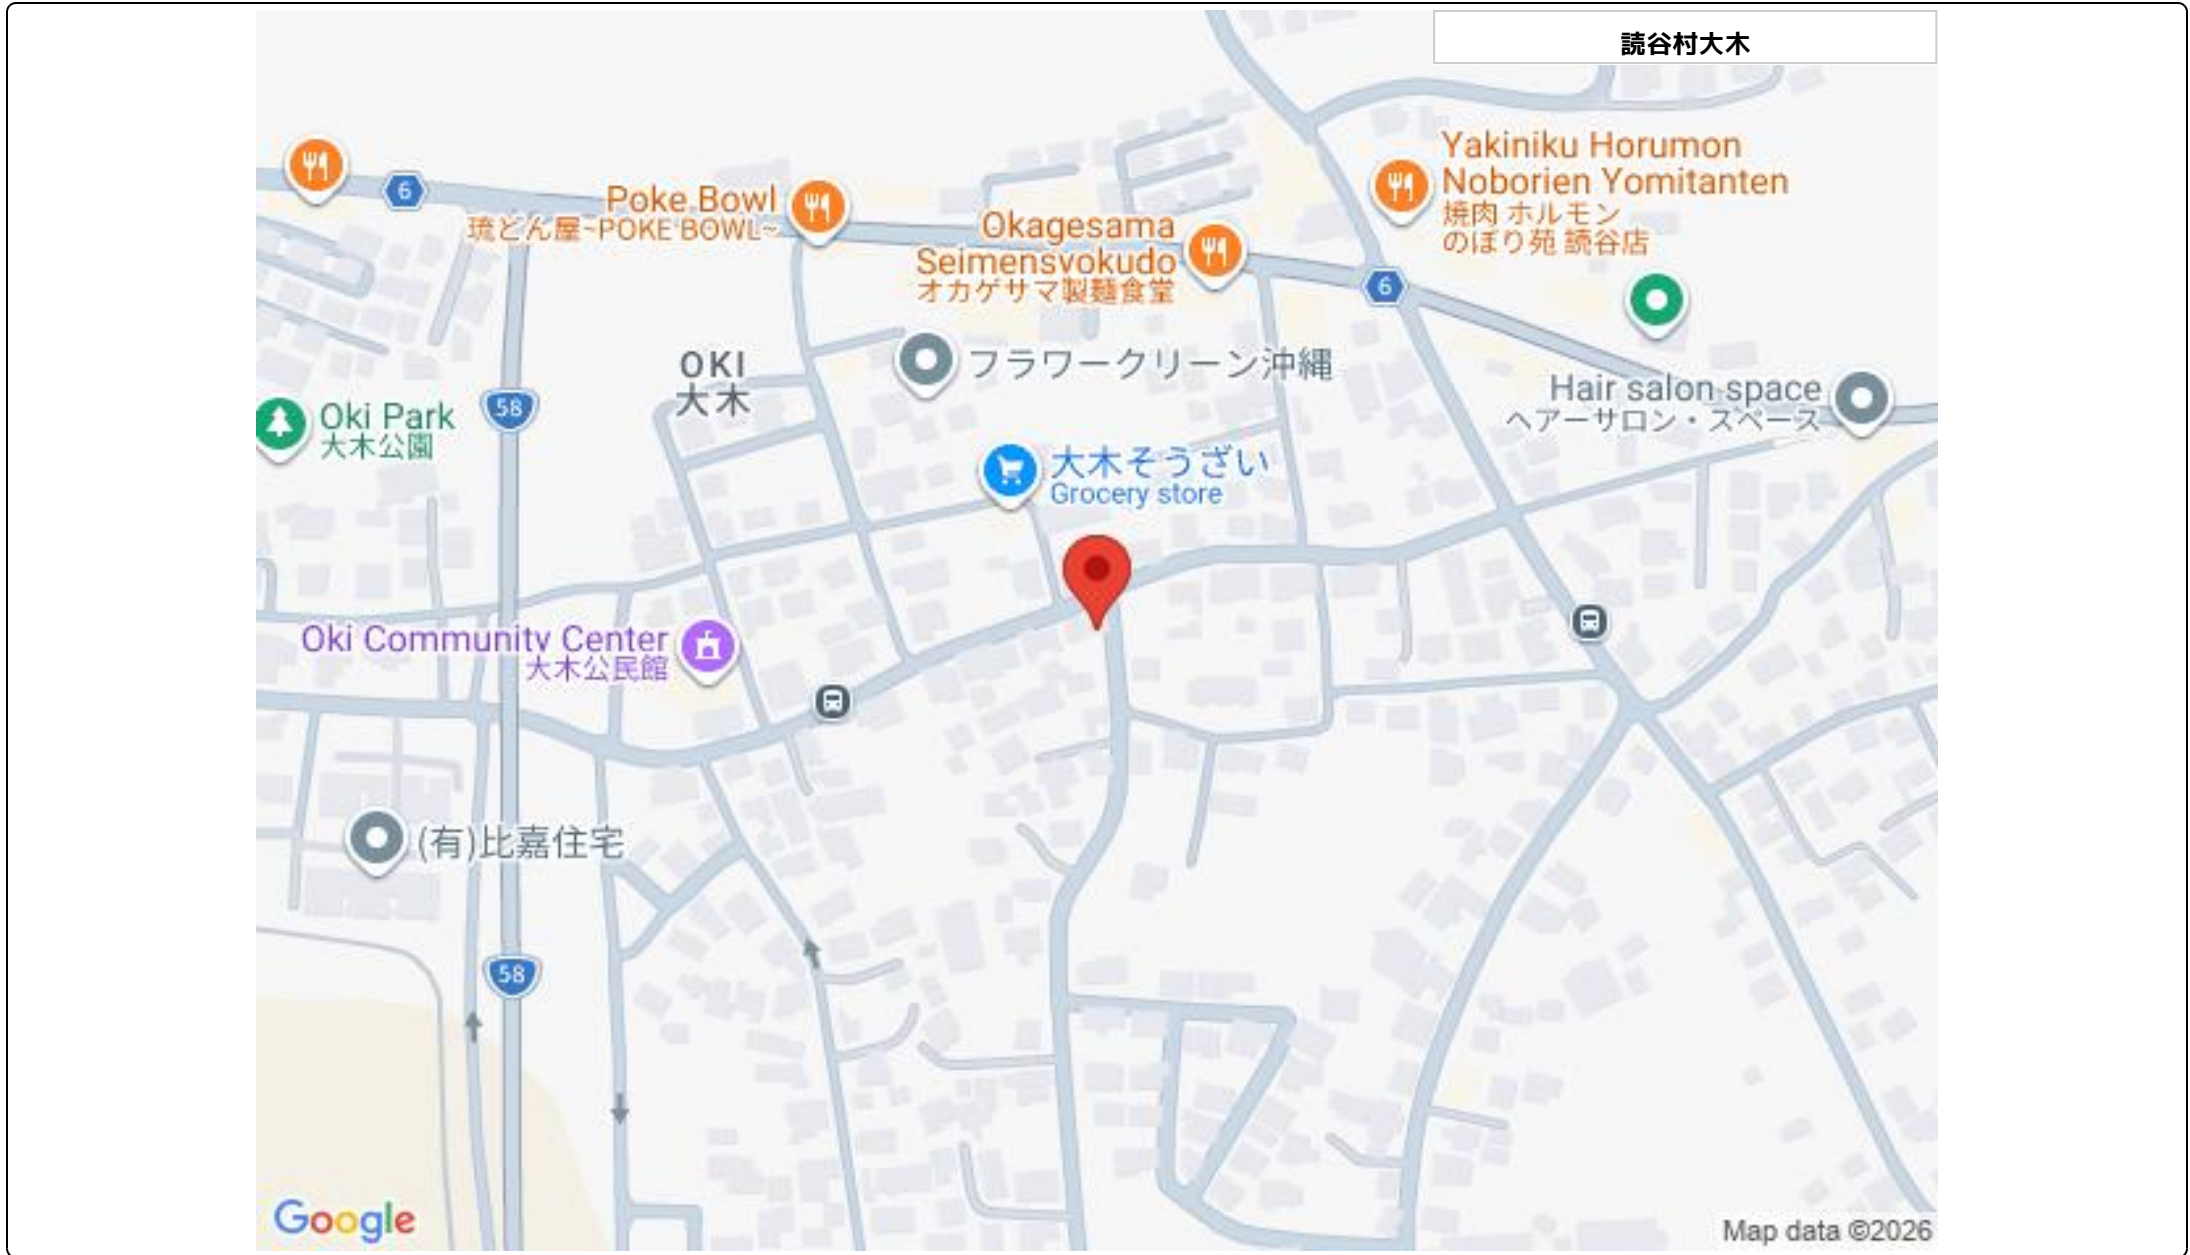 読谷村大木
Yakiniku Horumon
Noborien Yomitanten
焼肉 ホルモン
のぼり苑 読谷店
6
Poke Bowl
琉どん屋~POKE BOWL~
Okagesama
Seimensyokudo
オカゲサマ製麺食堂
6
OKI
大木
フラワークリーン沖縄
58
Oki Park
大木公園
Hair salon space
ヘアーサロン・スペース
大木そうざい
Grocery store
Oki Community Center
大木公民館
(有)比嘉住宅
58
Google
Map data ©2026